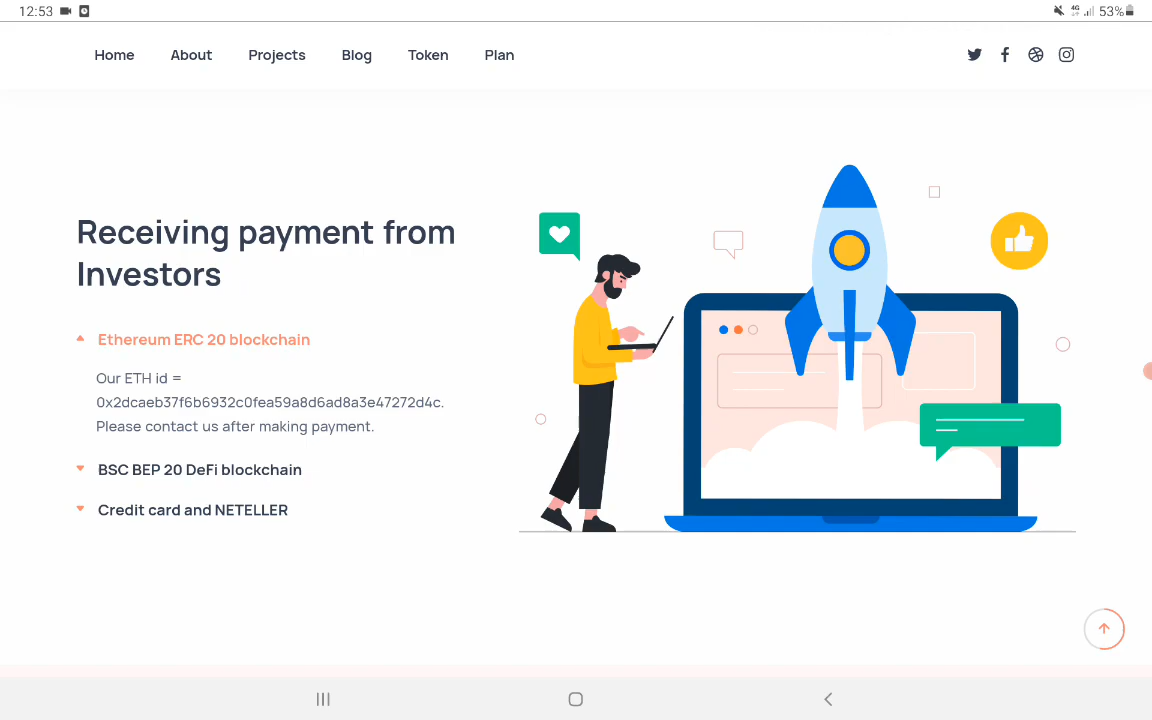 12:53
4G 53%
Home About Projects Blog Token Plan
Receiving payment from
Investors
Ethereum ERC 20 blockchain
Our ETH id =
0x2dcaeb37f6b6932c0fea59a8d6ad8a3e47272d4c.
Please contact us after making payment.
BSC BEP 20 DeFi blockchain
Credit card and NETELLER